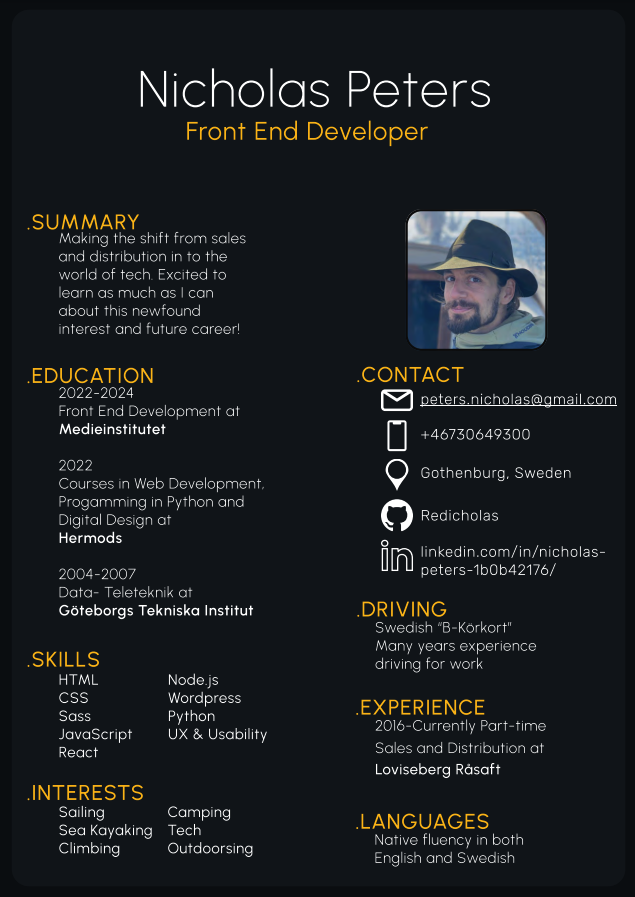 Nicholas Peters
Front End Developer
.SUMMARY
Making the shift from sales
and distribution in to the
world of tech. Excited to
learn as much as I can
about this newfound
interest and future career!
.EDUCATION
2022-2024
Front End Development at
Medieinstitutet
2022
Courses in Web Development,
Progamming in Python and
Digital Design at
Hermods
2004-2007
Data- Teleteknik at
Göteborgs Tekniska Institut
.SKILLS
HTML
CSS
Sass
JavaScript
React
Node.js
Wordpress
Python
UX & Usability
.INTERESTS
Sailing
Sea Kayaking
Climbing
Camping
Tech
Outdoorsing
.CONTACT
peters.nicholas@gmail.com
+46730649300
Gothenburg, Sweden
Redicholas
in
linkedin.com/in/nicholas-
peters-1b0b42176/
.DRIVING
Swedish "B-Körkort"
Many years experience
driving for work
.EXPERIENCE
2016-Currently Part-time
Sales and Distribution at
Loviseberg Råsaft
.LANGUAGES
Native fluency in both
English and Swedish